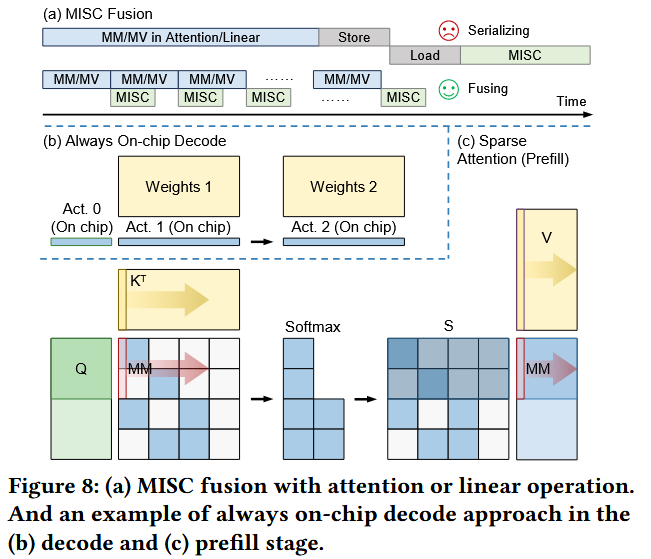 (a) MISC Fusion
MM/MV in Attention/Linear
Store
Serializing
Load
MISC
MM/MV
MM/MV
MM/MV
......
MM/MV
MISC
MISC
MISC
......
MISC
Fusing
Time
(b) Always On-chip Decode
(c) Sparse
Attention (Prefill)
Weights 1
Weights 2
Act. 0
(On chip)
Act. 1 (On chip)
Act. 2 (On chip)
V
Kᵀ
Softmax
S
Q
MM
MM
Figure 8: (a) MISC fusion with attention or linear operation.
And an example of always on-chip decode approach in the
(b) decode and (c) prefill stage.